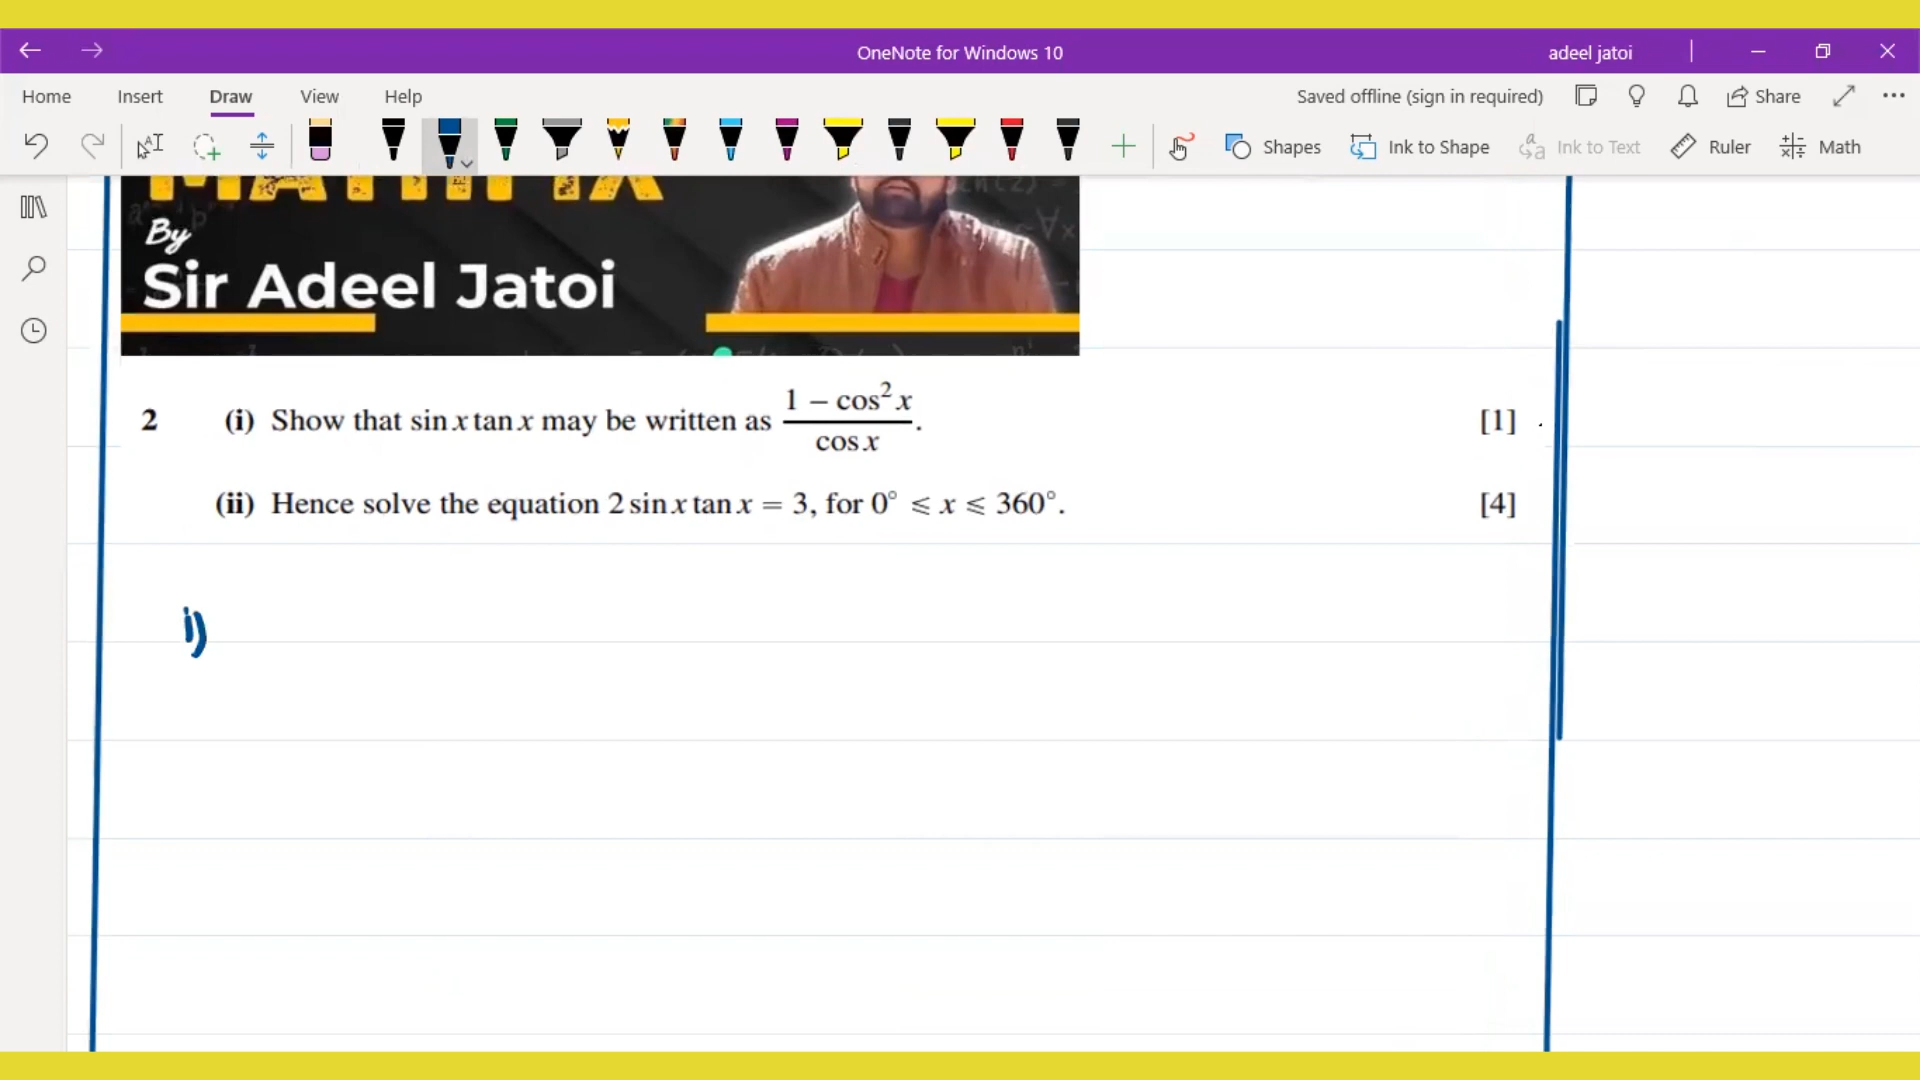 OneNote for Windows 10
adeel jatoi
Home Insert Draw View Help
Saved offline (sign in required)
Share
Shapes
Ink to Shape
Ink to Text
Ruler
Math
MATHFIX
By
Sir Adeel Jatoi
2 (i) Show that sin x tan x may be written as (1 − cos² x)/(cos x). [1]
(ii) Hence solve the equation 2 sin x tan x = 3, for 0° ⩽ x ⩽ 360°. [4]
i)